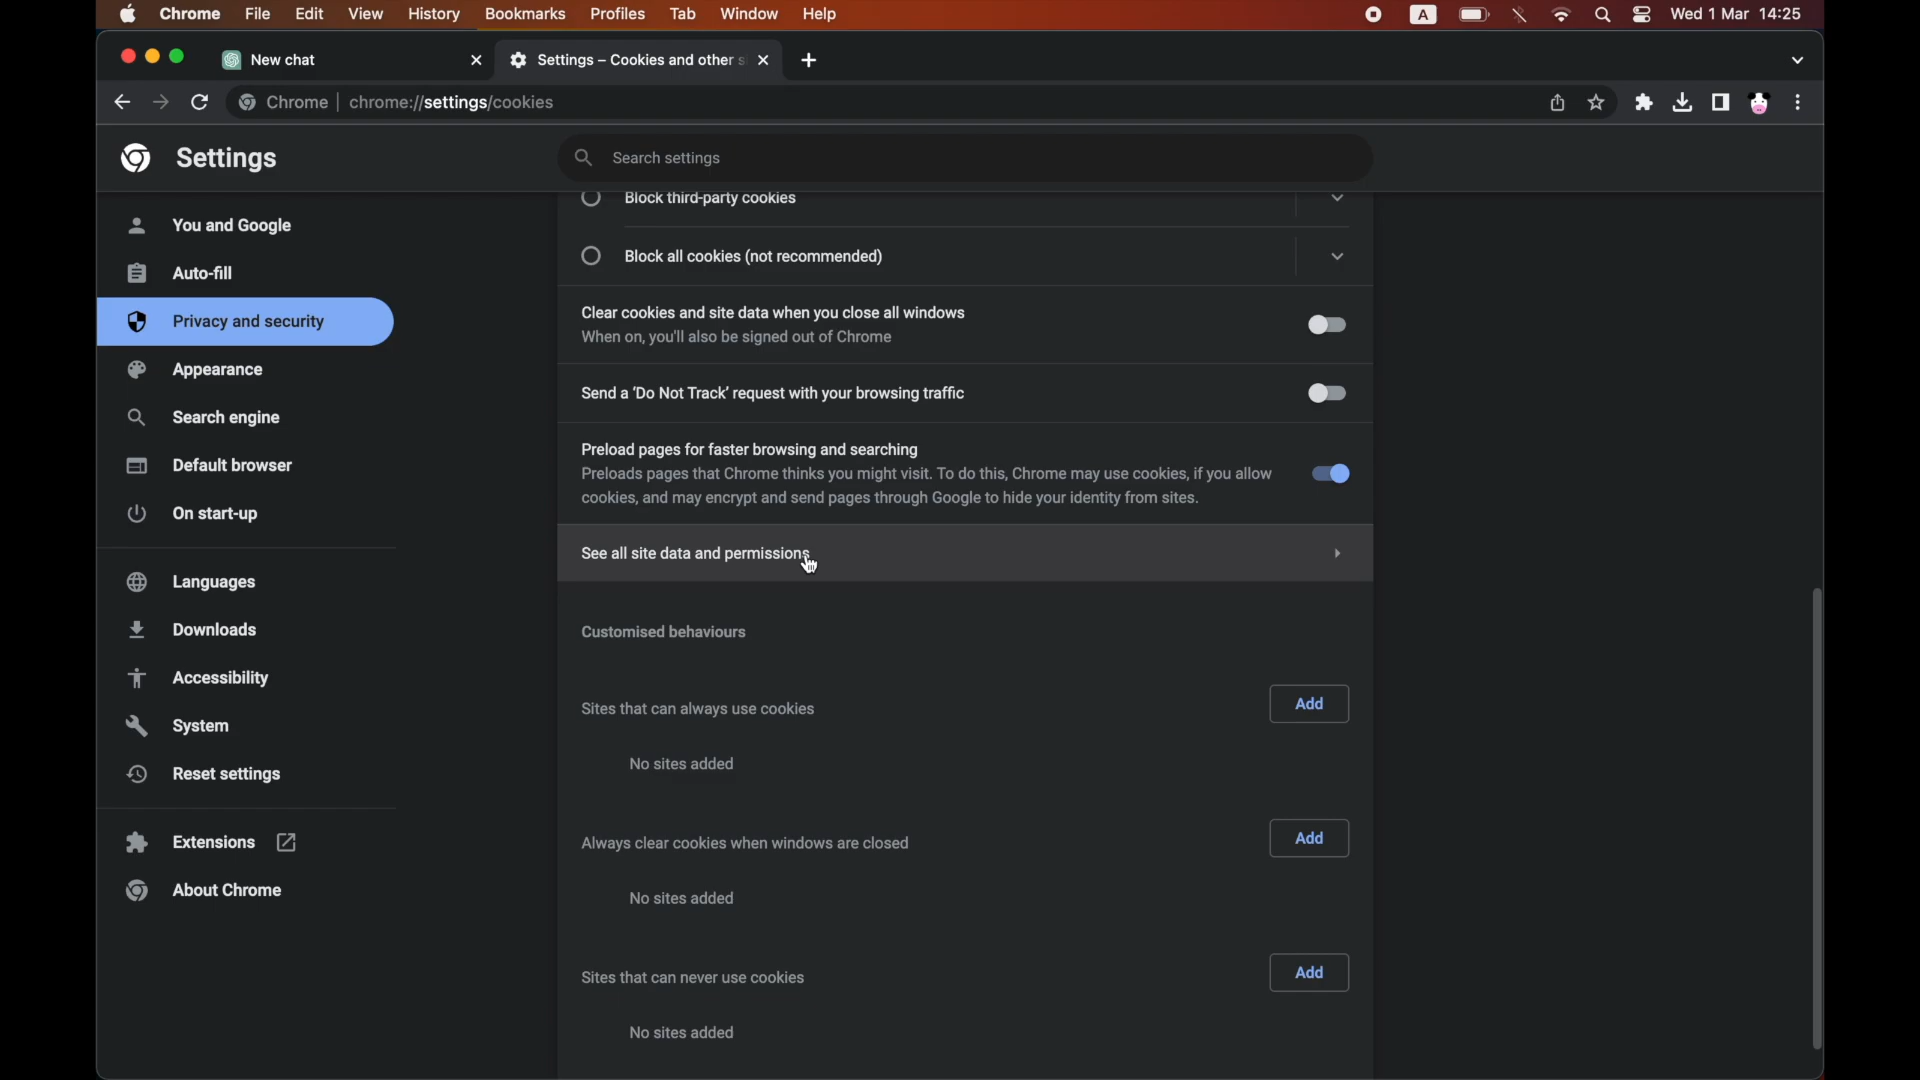 Chrome File Edit View History Bookmarks Profiles Tab Window Help A Wed 1 Mar 14:25
New chat Settings – Cookies and other s
Chrome chrome://settings/cookies
Settings Search settings
You and Google
Auto-fill
Privacy and security
Appearance
Search engine
Default browser
On start-up
Languages
Downloads
Accessibility
System
Reset settings
Extensions
About Chrome
Block third-party cookies
Block all cookies (not recommended)
Clear cookies and site data when you close all windows
When on, you'll also be signed out of Chrome
Send a 'Do Not Track' request with your browsing traffic
Preload pages for faster browsing and searching
Preloads pages that Chrome thinks you might visit. To do this, Chrome may use cookies, if you allow
cookies, and may encrypt and send pages through Google to hide your identity from sites.
See all site data and permissions
Customised behaviours
Sites that can always use cookies Add
No sites added
Always clear cookies when windows are closed Add
No sites added
Sites that can never use cookies Add
No sites added